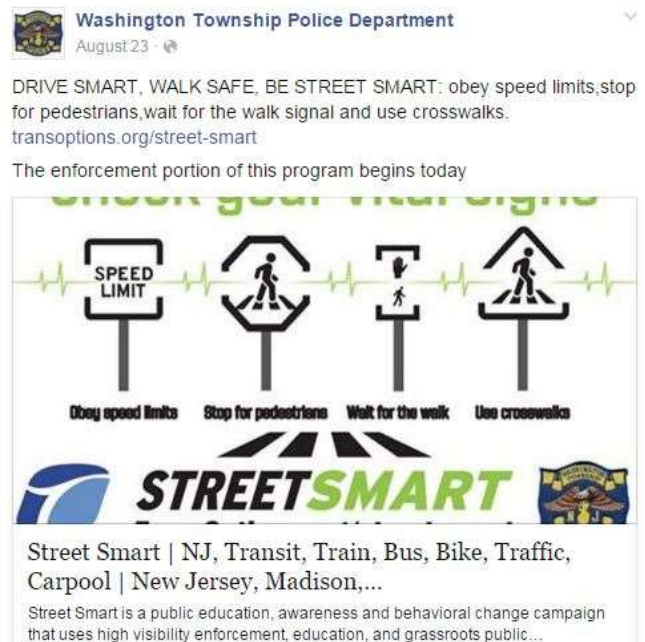 Washington Township Police Department
August 23
DRIVE SMART, WALK SAFE, BE STREET SMART: obey speed limits,stop
for pedestrians,wait for the walk signal and use crosswalks.
transoptions.org/street-smart
The enforcement portion of this program begins today
Check your vital signs
SPEED
LIMIT
Obey speed limits Stop for pedestrians Wait for the walk Use crosswalks
STREETSMART
Street Smart | NJ, Transit, Train, Bus, Bike, Traffic,
Carpool | New Jersey, Madison,...
Street Smart is a public education, awareness and behavioral change campaign
that uses high visibility enforcement, education, and grassroots public...